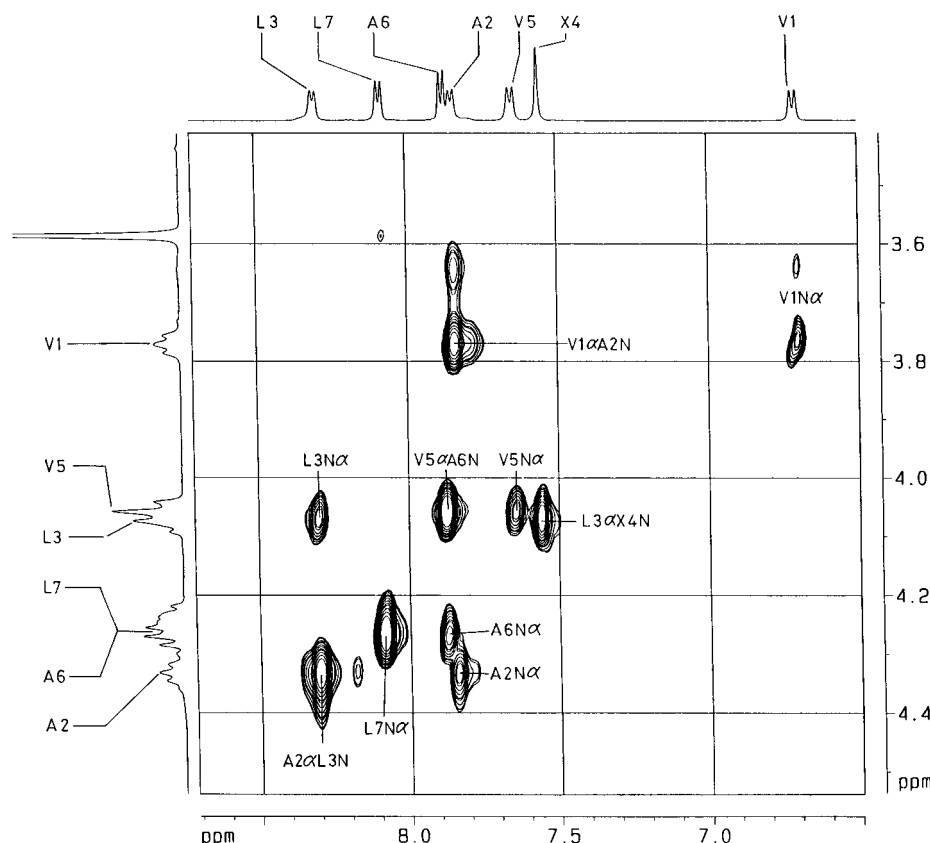 L3 L7 A6 A2 V5 X4 V1
3.6
V1Nα
V1 V1αA2N
3.8
V5 L3Nα V5αA6N V5Nα
4.0
L3 L3αX4N
L7
4.2
A6 A6Nα
A2 A2Nα
L7Nα
4.4
A2αL3N
ppm
ppm 8.0 7.5 7.0